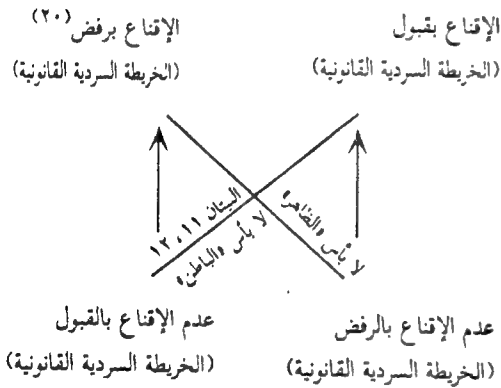 الإقناع بقبول
(الخريطة السردية القانونية)
الإقناع برفض (٢٠)
(الخريطة السردية القانونية)
البيتان ١١، ١٢
لا بأس «الباطن»
لا بأس «الظاهر»
عدم الإقناع بالرفض
(الخريطة السردية القانونية)
عدم الإقناع بالقبول
(الخريطة السردية القانونية)